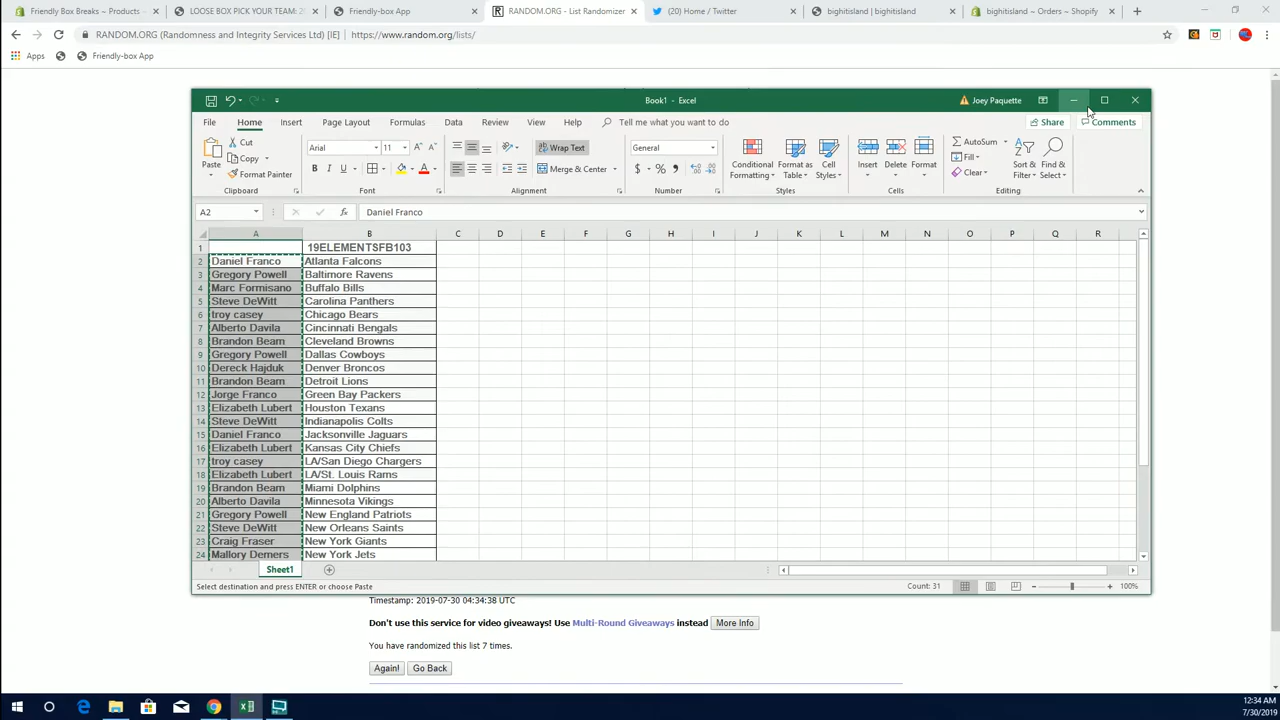 Friendly Box Breaks ~ Products
LOOSE BOX PICK YOUR TEAM: 2
Friendly-box App
RANDOM.ORG - List Randomizer
(20) Home / Twitter
bighitisland | bighitisland
bighitisland ~ Orders ~ Shopify
RANDOM.ORG (Randomness and Integrity Services Ltd) [IE] | https://www.random.org/lists/
Apps Friendly-box App
Book1 - Excel
Joey Paquette
File Home Insert Page Layout Formulas Data Review View Help Tell me what you want to do Share Comments
Paste Cut Copy Format Painter Clipboard
Arial 11 B I U A Font
Wrap Text Merge & Center Alignment
General $ % Number
Conditional Formatting Format as Table Cell Styles Styles
Insert Delete Format Cells
AutoSum Fill Clear Sort & Filter Find & Select Editing
A2 fx Daniel Franco
A B C D E F G H I J K L M N O P Q R
1 19ELEMENTSFB103
2 Daniel Franco Atlanta Falcons
3 Gregory Powell Baltimore Ravens
4 Marc Formisano Buffalo Bills
5 Steve DeWitt Carolina Panthers
6 troy casey Chicago Bears
7 Alberto Davila Cincinnati Bengals
8 Brandon Beam Cleveland Browns
9 Gregory Powell Dallas Cowboys
10 Dereck Hajduk Denver Broncos
11 Brandon Beam Detroit Lions
12 Jorge Franco Green Bay Packers
13 Elizabeth Lubert Houston Texans
14 Steve DeWitt Indianapolis Colts
15 Daniel Franco Jacksonville Jaguars
16 Elizabeth Lubert Kansas City Chiefs
17 troy casey LA/San Diego Chargers
18 Elizabeth Lubert LA/St. Louis Rams
19 Brandon Beam Miami Dolphins
20 Alberto Davila Minnesota Vikings
21 Gregory Powell New England Patriots
22 Steve DeWitt New Orleans Saints
23 Craig Fraser New York Giants
24 Mallory Demers New York Jets
Sheet1
Select destination and press ENTER or choose Paste Count: 31 100%
Timestamp: 2019-07-30 04:34:38 UTC
Don't use this service for video giveaways! Use Multi-Round Giveaways instead More Info
You have randomized this list 7 times.
Again! Go Back
12:34 AM
7/30/2019